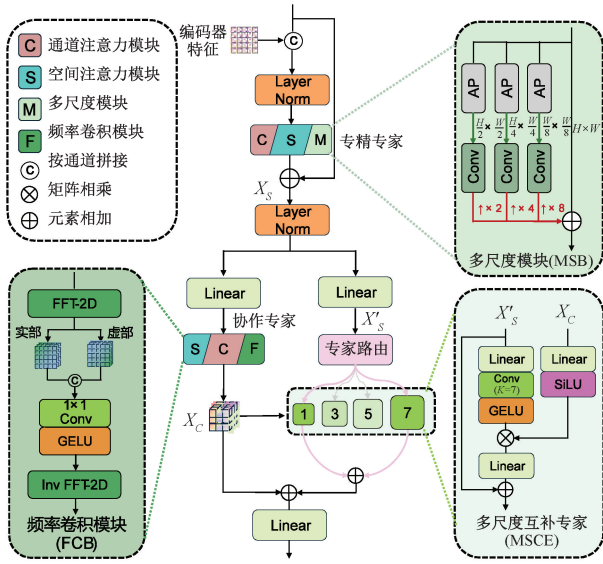 C 通道注意力模块
S 空间注意力模块
M 多尺度模块
F 频率卷积模块
C 按通道拼接
矩阵相乘
元素相加
编码器
特征
C
Layer
Norm
C S M 专精专家
X_S
Layer
Norm
Linear
Linear
协作专家
X'_S
S C F
专家路由
X_C
1 3 5 7
Linear
AP AP AP
H/2 × W/2 H/4 × W/4 H/8 × W/8 H×W
Conv Conv Conv
↑×2 ↑×4 ↑×8
多尺度模块(MSB)
FFT-2D
实部 虚部
C
1×1
Conv
GELU
Inv FFT-2D
频率卷积模块
(FCB)
X'_S X_C
Linear Linear
Conv
(K=7)
SiLU
GELU
Linear
多尺度互补专家
(MSCE)